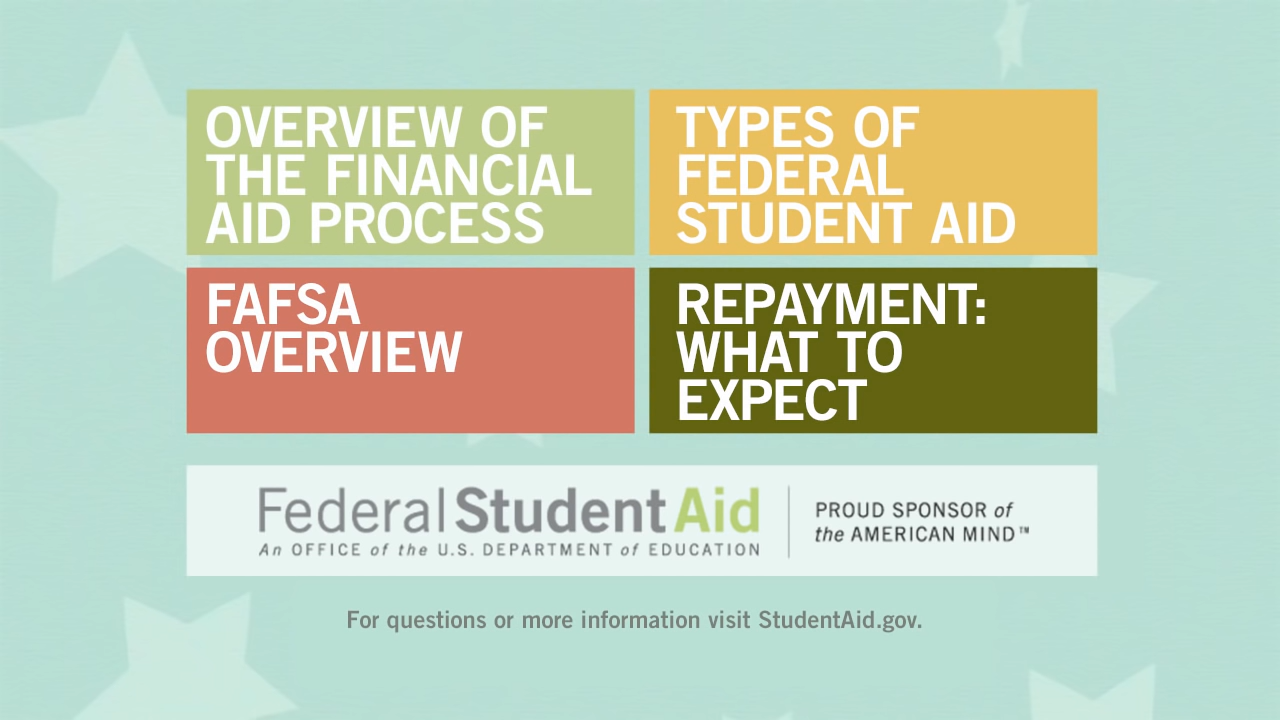 OVERVIEW OF
THE FINANCIAL
AID PROCESS
TYPES OF
FEDERAL
STUDENT AID
FAFSA
OVERVIEW
REPAYMENT:
WHAT TO
EXPECT
Federal Student Aid
An OFFICE of the U.S. DEPARTMENT of EDUCATION
PROUD SPONSOR of
the AMERICAN MIND™
For questions or more information visit StudentAid.gov.